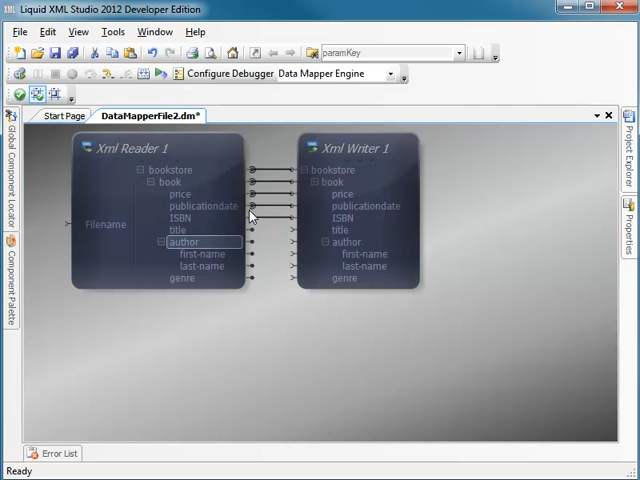 Liquid XML Studio 2012 Developer Edition
File Edit View Tools Window Help
paramKey
Configure Debugger Data Mapper Engine
Start Page DataMapperFile2.dm*
Global Component Locator
Component Palette
Xml Reader 1
Filename
bookstore
book
price
publicationdate
ISBN
title
author
first-name
last-name
genre
Xml Writer 1
bookstore
book
price
publicationdate
ISBN
title
author
first-name
last-name
genre
Project Explorer
Properties
Error List
Ready